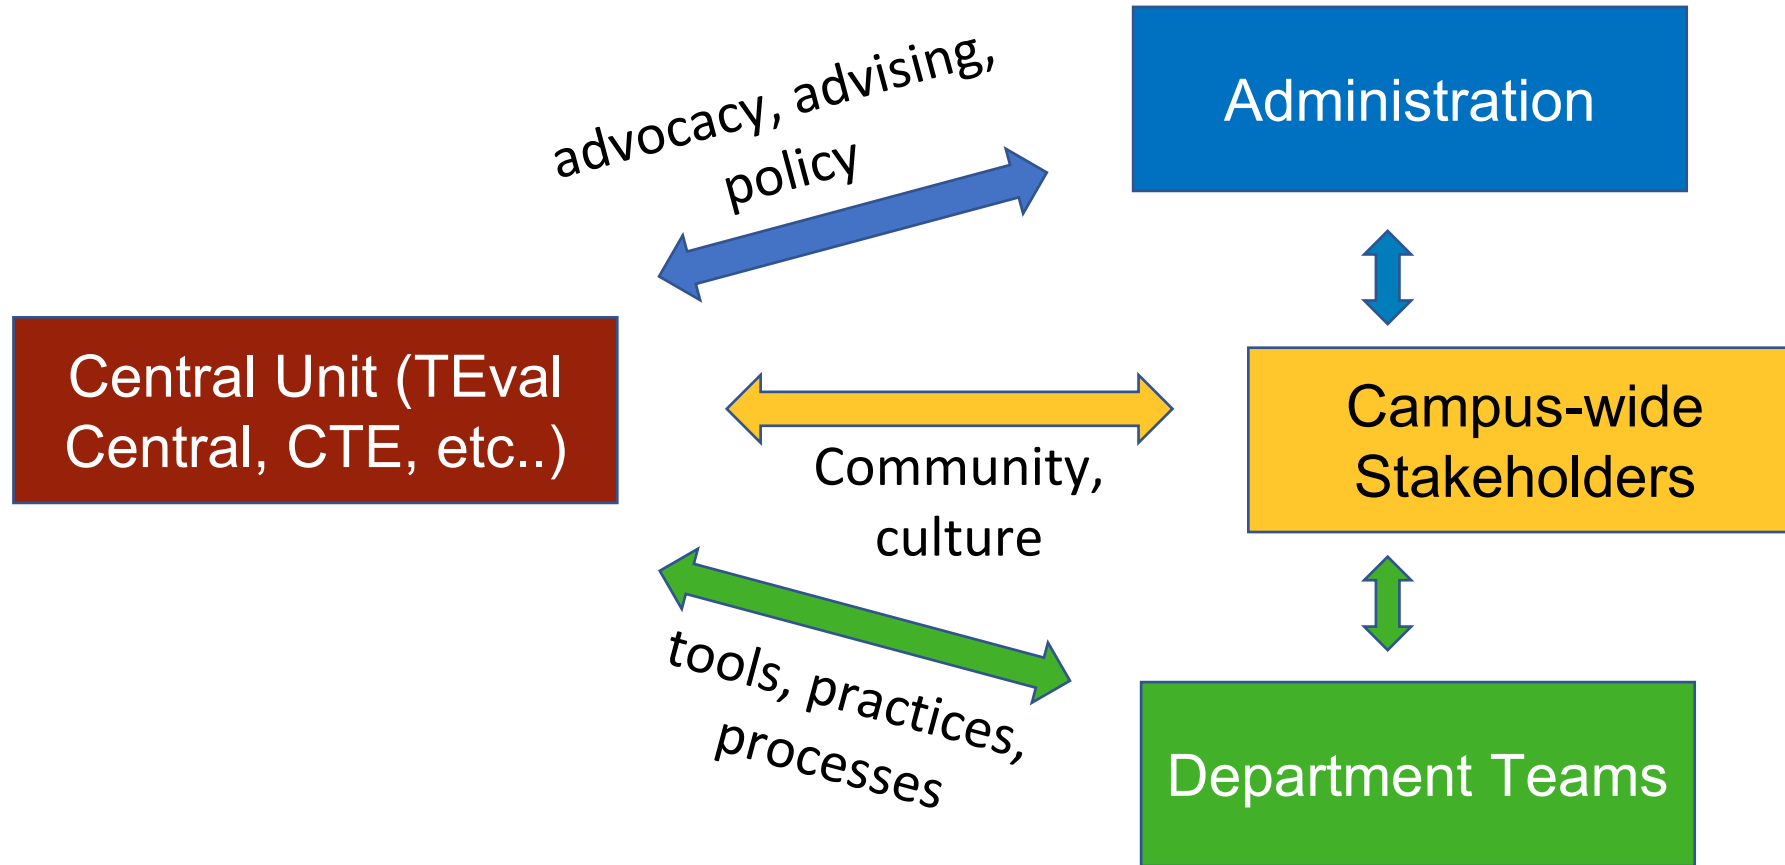 advocacy, advising,
policy
Administration
Central Unit (TEval
Central, CTE, etc..)
Community,
culture
Campus-wide
Stakeholders
tools, practices,
processes
Department Teams